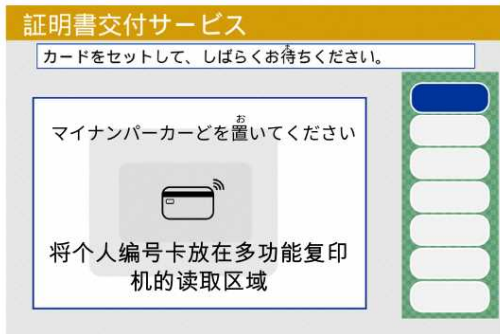 証明書交付サービス
カードをセットして、しばらくお待ちください。
マイナンパーカーどを置いてください
将个人编号卡放在多功能复印
机的读取区域